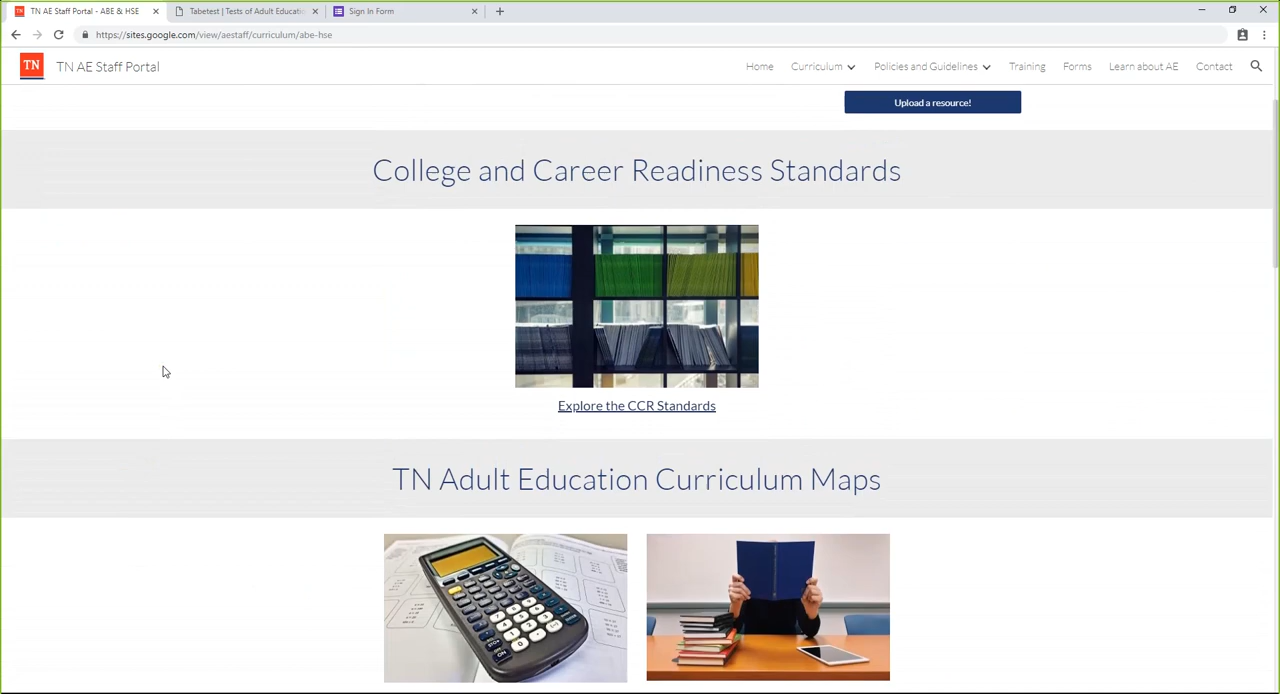 TN AE Staff Portal - ABE & HSE
Tabetest | Tests of Adult Educatio
Sign In Form
https://sites.google.com/view/aestaff/curriculum/abe-hse
TN
TN AE Staff Portal
Home
Curriculum
Policies and Guidelines
Training
Forms
Learn about AE
Contact
Upload a resource!
College and Career Readiness Standards
Explore the CCR Standards
TN Adult Education Curriculum Maps